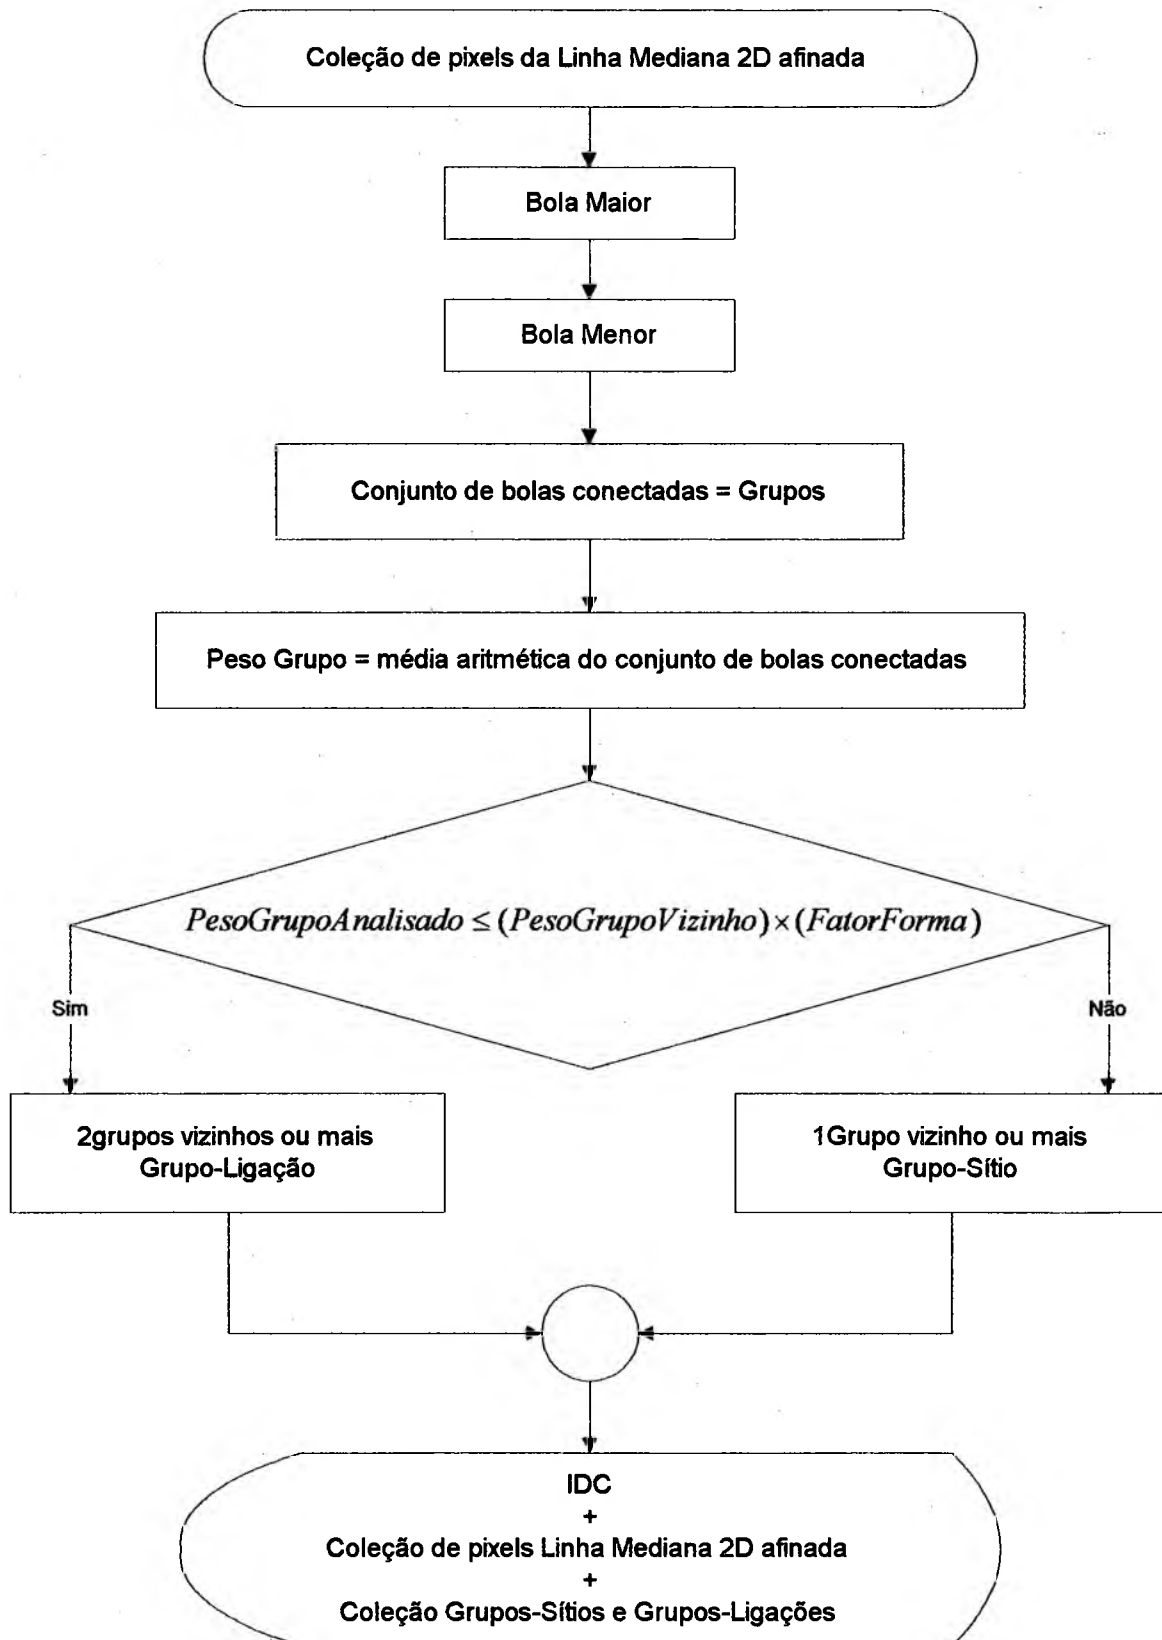 Coleção de pixels da Linha Mediana 2D afinada
Bola Maior
Bola Menor
Conjunto de bolas conectadas = Grupos
Peso Grupo = média aritmética do conjunto de bolas conectadas
PesoGrupoAnalisado ≤ (PesoGrupoVizinho) × (FatorForma)
Sim
Não
2grupos vizinhos ou mais
Grupo-Ligação
1Grupo vizinho ou mais
Grupo-Sítio
IDC
+
Coleção de pixels Linha Mediana 2D afinada
+
Coleção Grupos-Sítios e Grupos-Ligações